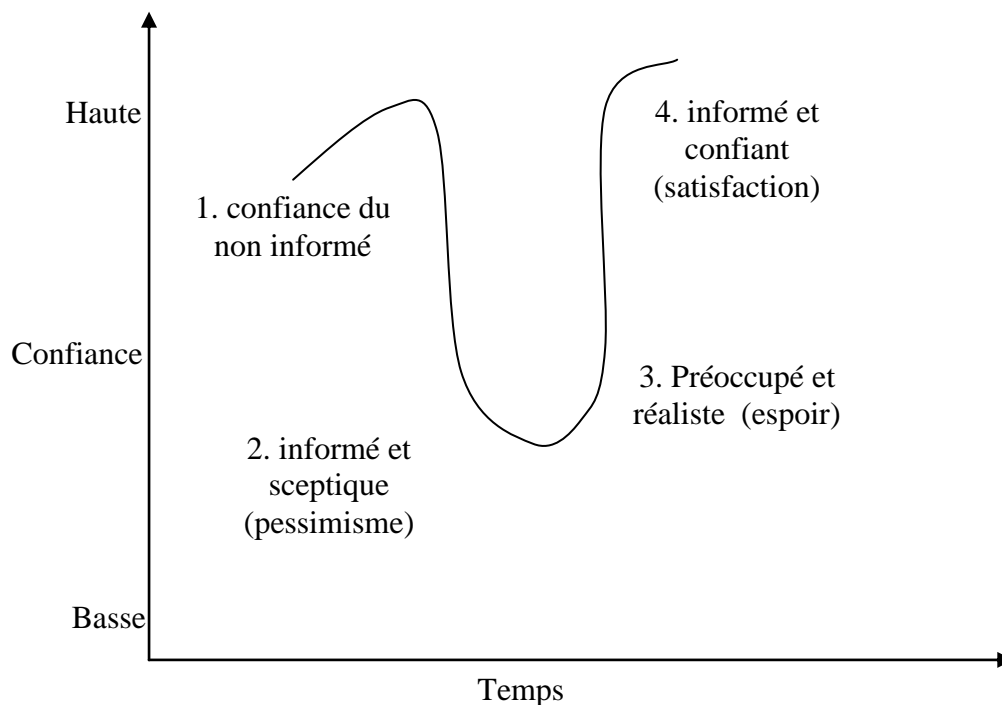 Haute
4. informé et
confiant
(satisfaction)
1. confiance du
non informé
Confiance
3. Préoccupé et
réaliste (espoir)
2. informé et
sceptique
(pessimisme)
Basse
Temps